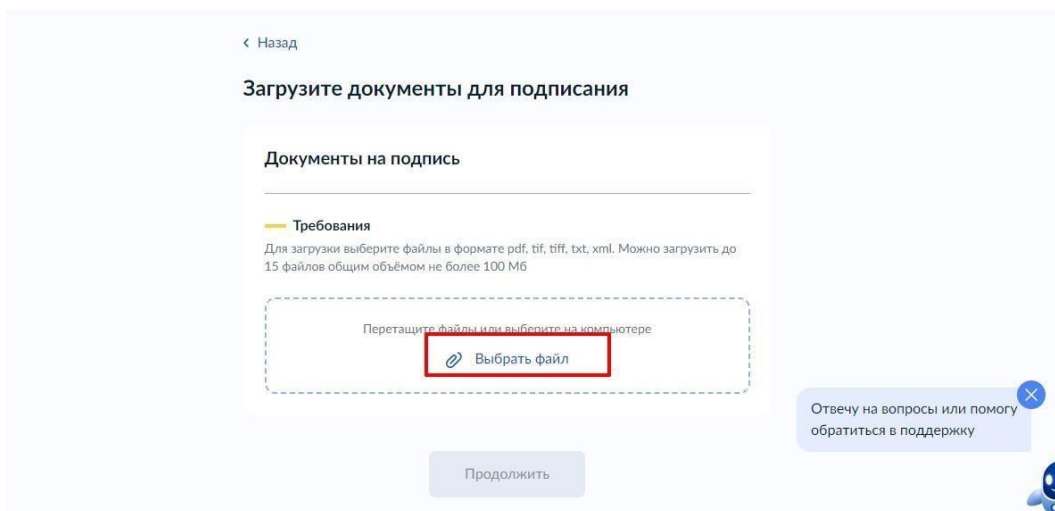 Назад
Загрузите документы для подписания
Документы на подпись
Требования
Для загрузки выберите файлы в формате pdf, tif, tiff, txt, xml. Можно загрузить до
15 файлов общим объёмом не более 100 Мб
Перетащите файлы или выберите на компьютере
Выбрать файл
Отвечу на вопросы или помогу
обратиться в поддержку
Продолжить